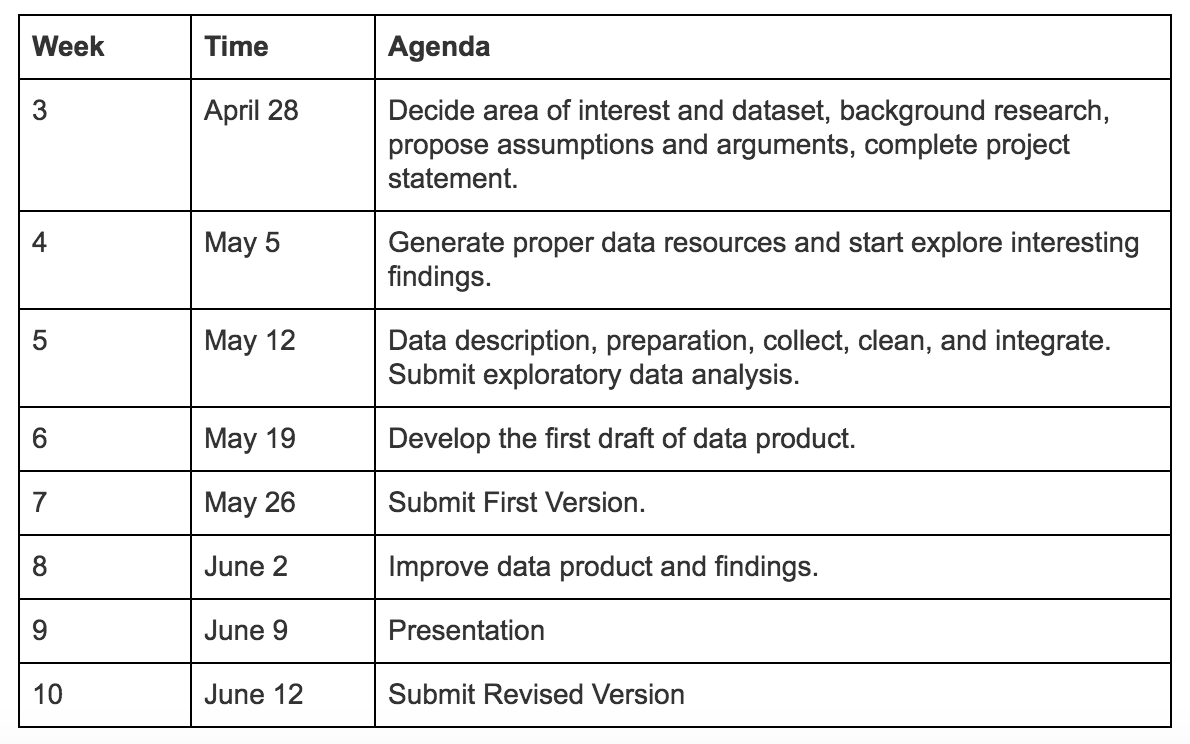 Week Time Agenda
3 April 28 Decide area of interest and dataset, background research,
propose assumptions and arguments, complete project
statement.
4 May 5 Generate proper data resources and start explore interesting
findings.
5 May 12 Data description, preparation, collect, clean, and integrate.
Submit exploratory data analysis.
6 May 19 Develop the first draft of data product.
7 May 26 Submit First Version.
8 June 2 Improve data product and findings.
9 June 9 Presentation
10 June 12 Submit Revised Version